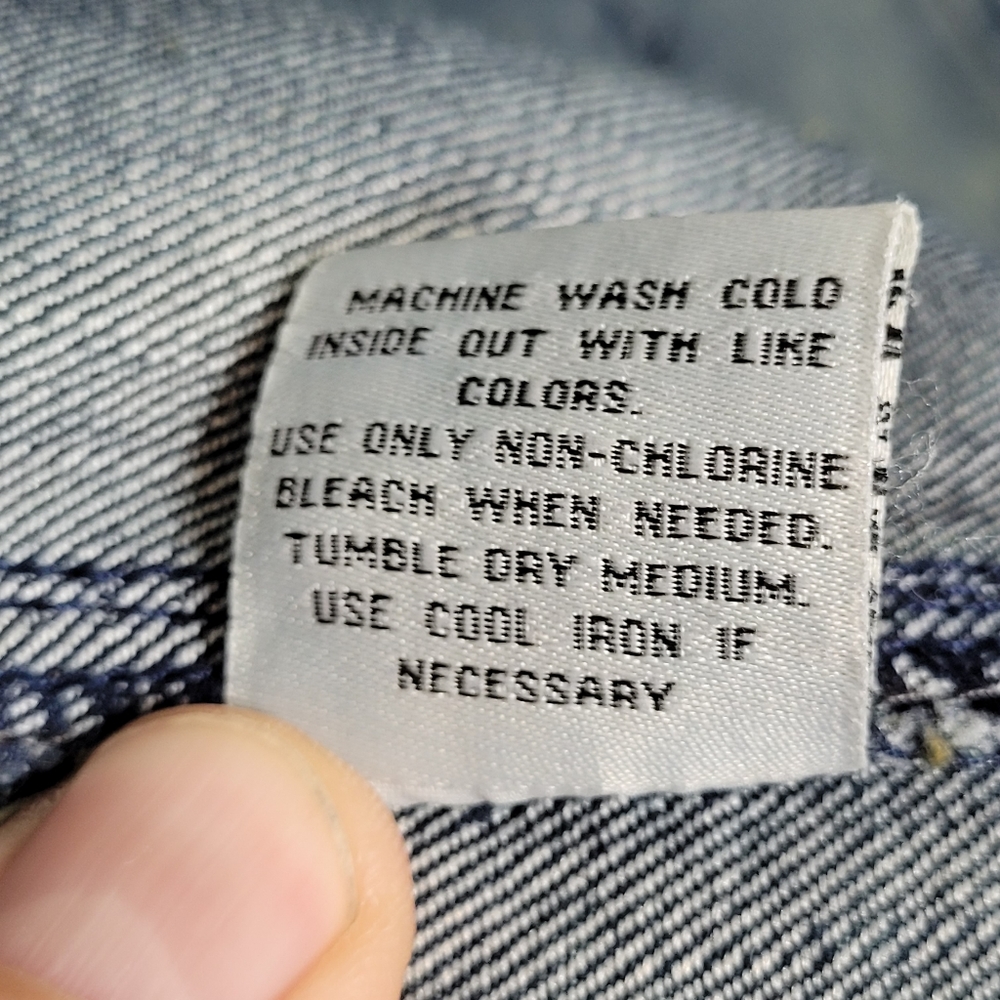 MACHINE WASH COLD
INSIDE OUT WITH LIKE
COLORS.
USE ONLY NON-CHLORINE
BLEACH WHEN NEEDED.
TUMBLE DRY MEDIUM.
USE COOL IRON IF
NECESSARY